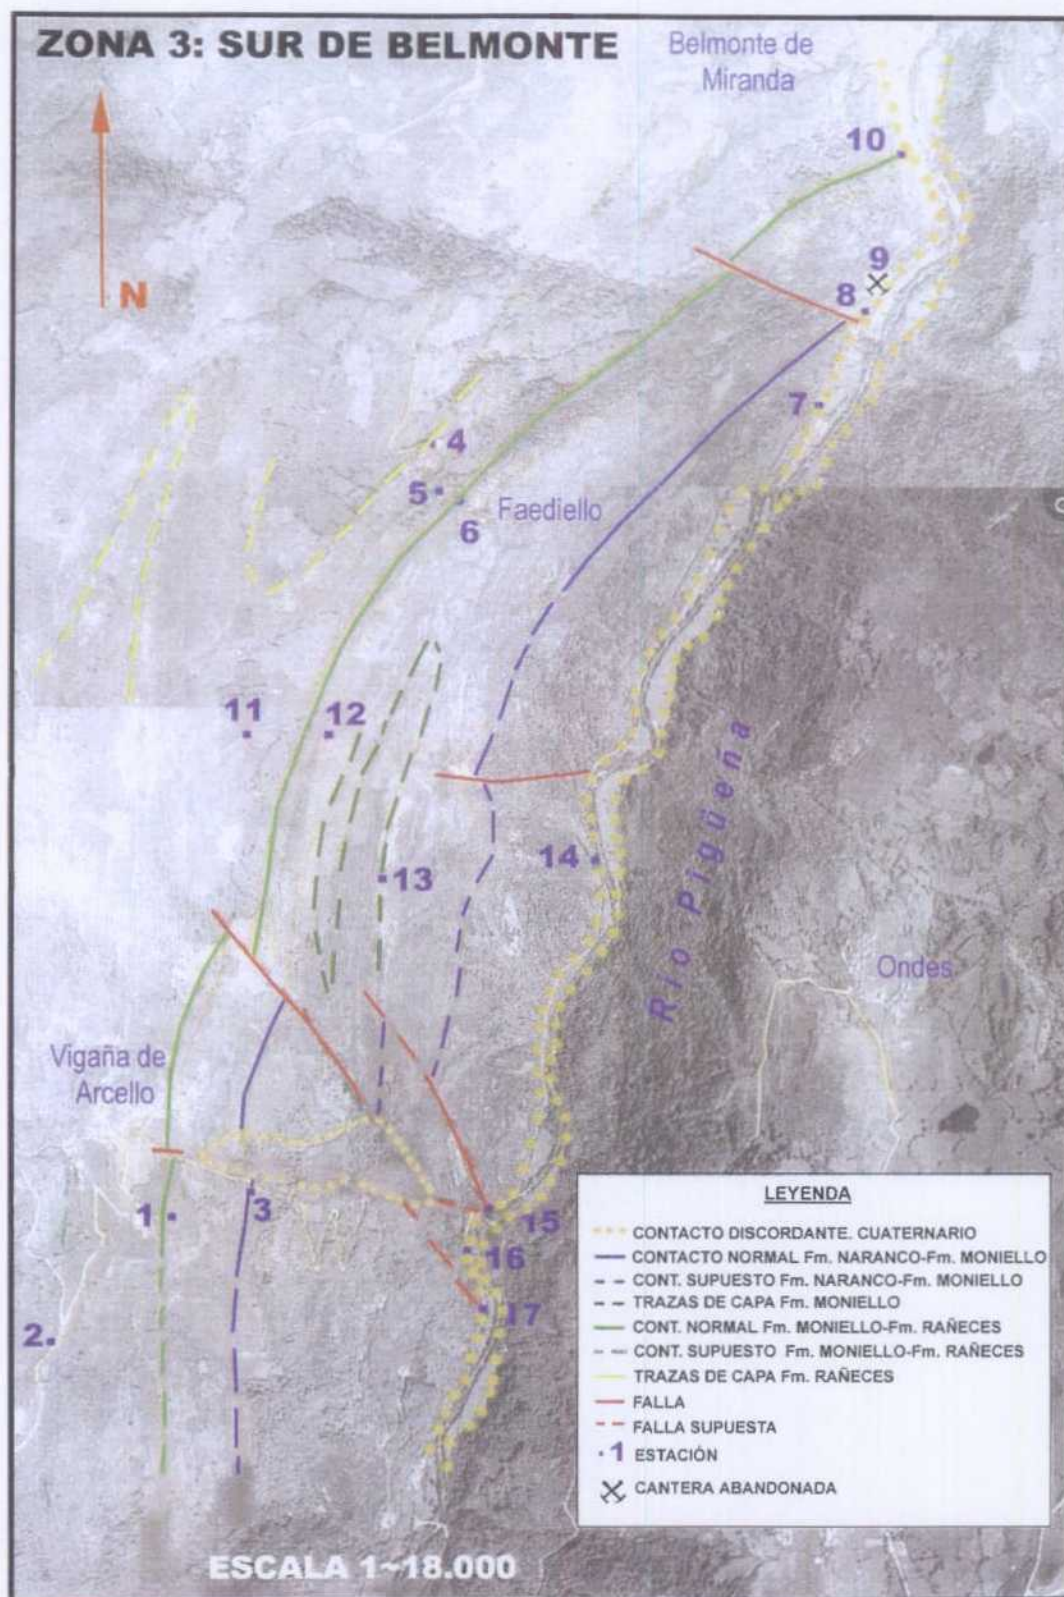 ZONA 3: SUR DE BELMONTE
Belmonte de
Miranda
10
N
9
8
7
4
5
6
Faediello
11
12
13
14
Río Pigüeña
Ondes
Vigaña de
Arcello
1
3
2
15
16
17
LEYENDA
CONTACTO DISCORDANTE. CUATERNARIO
CONTACTO NORMAL Fm. NARANCO-Fm. MONIELLO
CONT. SUPUESTO Fm. NARANCO-Fm. MONIELLO
TRAZAS DE CAPA Fm. MONIELLO
CONT. NORMAL Fm. MONIELLO-Fm. RAÑECES
CONT. SUPUESTO Fm. MONIELLO-Fm. RAÑECES
TRAZAS DE CAPA Fm. RAÑECES
FALLA
FALLA SUPUESTA
1 ESTACIÓN
CANTERA ABANDONADA
ESCALA 1~18.000